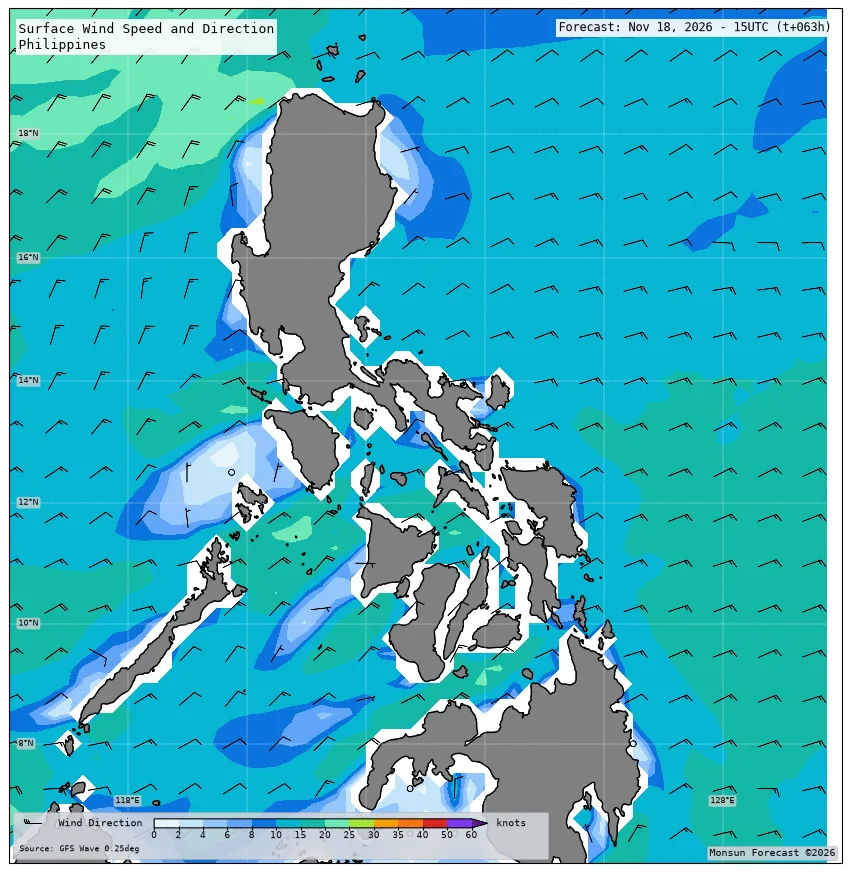 Surface Wind Speed and Direction
Philippines
Forecast: Nov 18, 2026 - 15UTC (t+063h)
18°N
16°N
14°N
12°N
10°N
8°N
118°E
128°E
Wind Direction
0 2 4 6 8 10 15 20 25 30 35 40 50 60
knots
Source: GFS Wave 0.25deg
Monsun Forecast ©2026